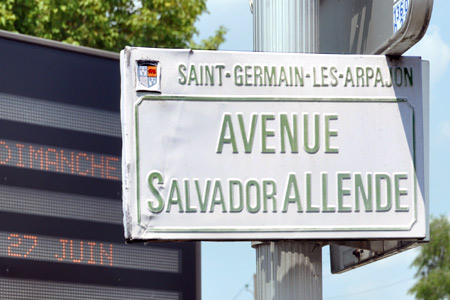 SAINT-GERMAIN-LES-ARPAJON
AVENUE
SALVADOR ALLENDE
DIMANCHE
27 JUIN